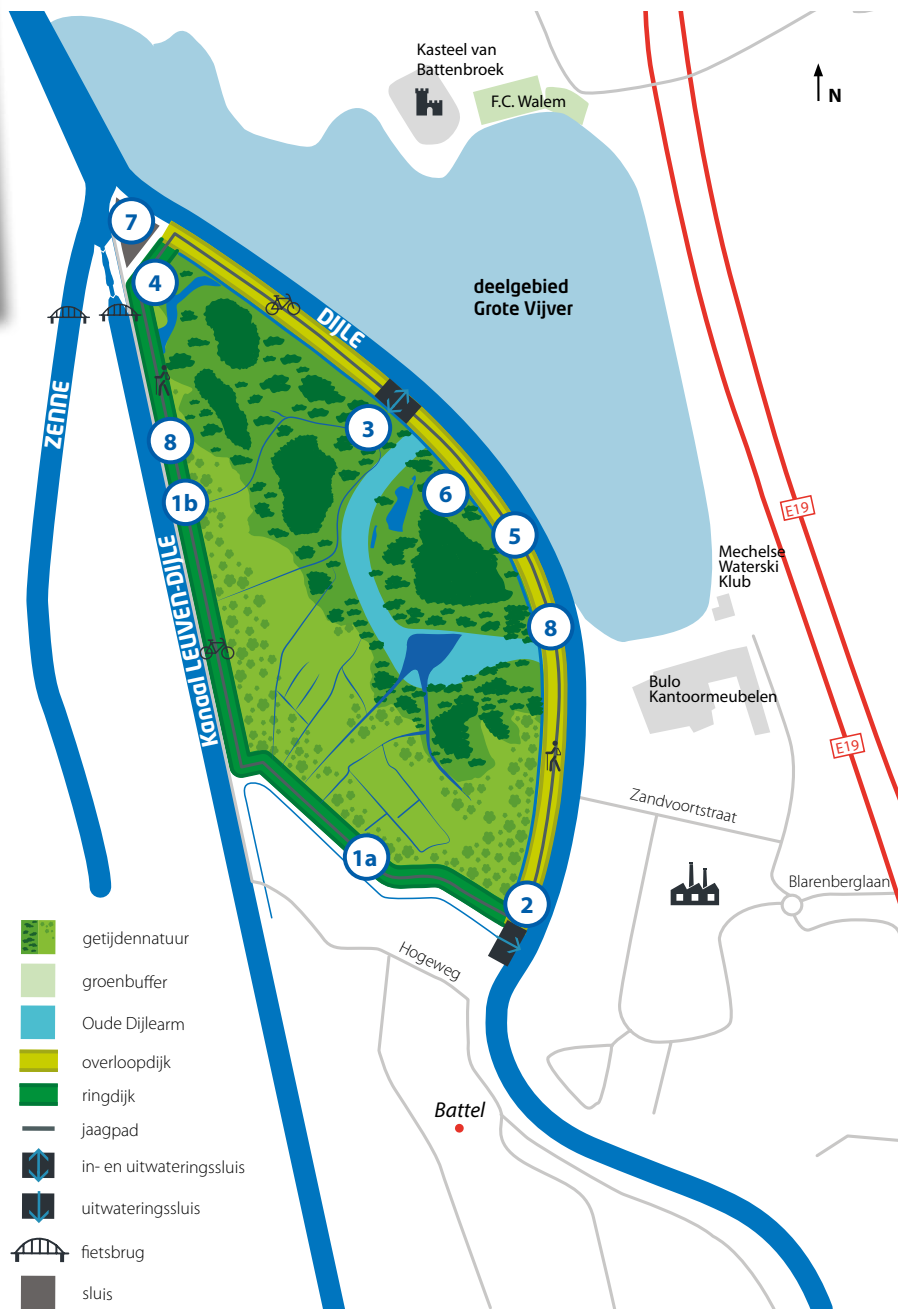 Kasteel van
Battenbroek
F.C. Walem
N
7
4
deelgebied
Grote Vijver
DIJLE
ZENNE
3
8
6
1b
E19
5
Mechelse
Waterski
Klub
8
Kanaal LEUVEN-DIJLE
Bulo
Kantoormeubelen
E19
Zandvoortstraat
1a
Blarenberglaan
2
Hogeweg
Battel
getijdennatuur
groenbuffer
Oude Dijlearm
overloopdijk
ringdijk
jaagpad
in- en uitwateringssluis
uitwateringssluis
fietsbrug
sluis